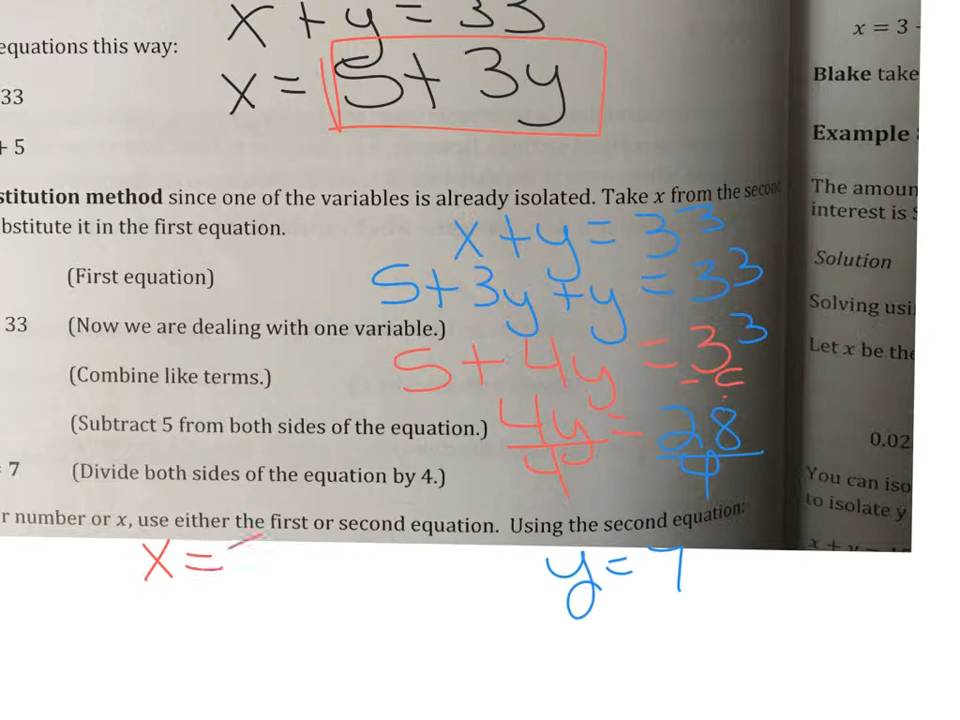 x + y = 33
equations this way:
x = 5 + 3y
33
+ 5
stitution method since one of the variables is already isolated. Take x from the second
bstitute it in the first equation.
x + y = 33
(First equation)
5 + 3y + y = 33
33 (Now we are dealing with one variable.)
5 + 4y = 33
(Combine like terms.)
(Subtract 5 from both sides of the equation.)
4y = 28
4 4
= 7 (Divide both sides of the equation by 4.)
r number or x, use either the first or second equation. Using the second equation:
x =
y = 7
x = 3
Blake take
Example
The amoun
interest is
Solution
Solving usi
Let x be the
0.02
You can iso
to isolate y
x + y =